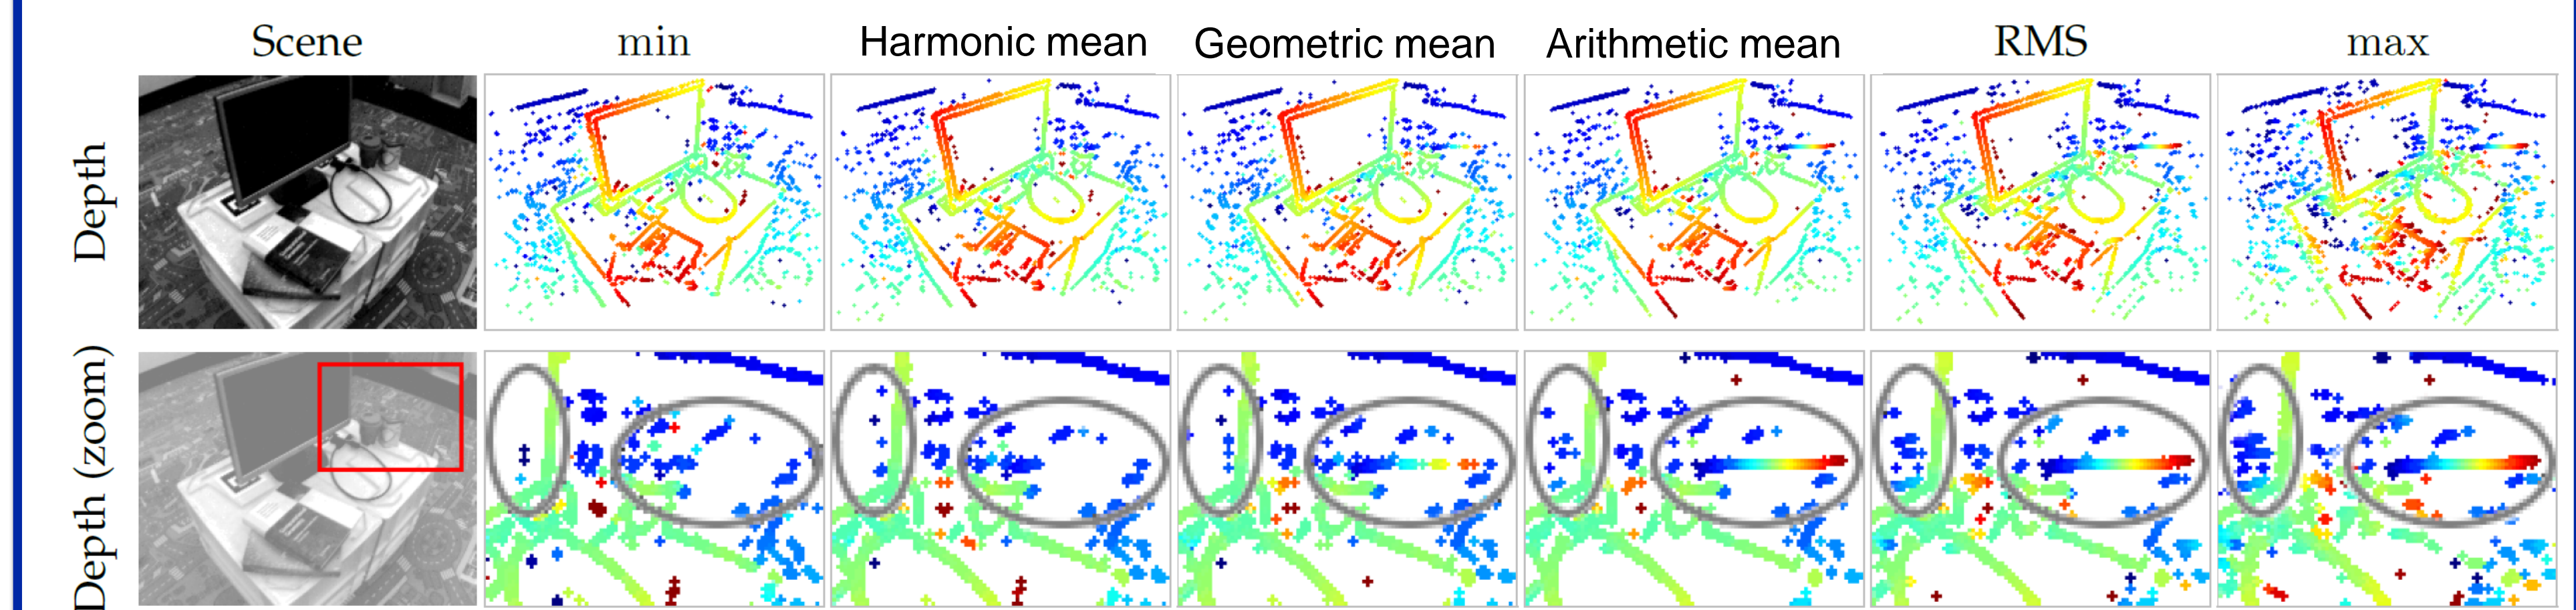 Scene min Harmonic mean Geometric mean Arithmetic mean RMS max
Depth
Depth (zoom)